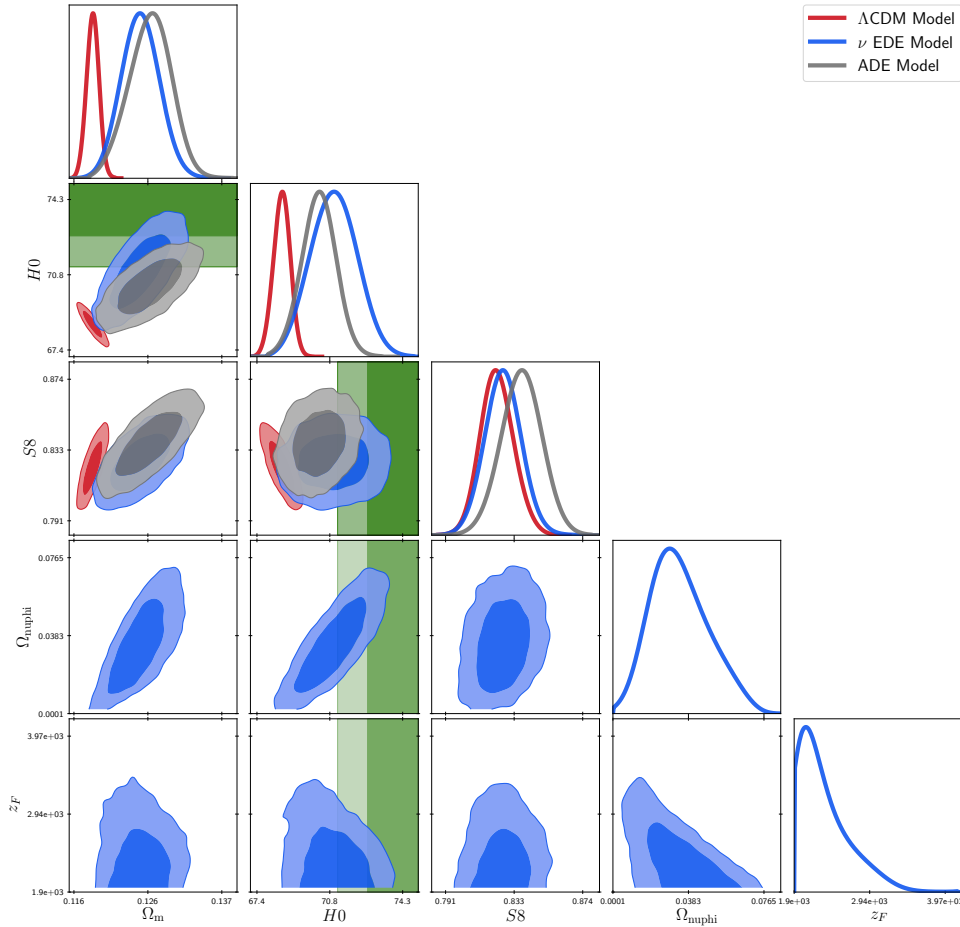 ΛCDM Model
ν EDE Model
ADE Model
74.3
70.8
67.4
H0
0.874
0.833
0.791
S8
0.0765
0.0383
0.0001
Ω_nuphi
3.97e+03
2.94e+03
1.9e+03
z_F
0.116 0.126 0.137
67.4 70.8 74.3
0.791 0.833 0.874
0.0001 0.0383 0.0765
1.9e+03 2.94e+03 3.97e+03
Ω_m H0 S8 Ω_nuphi z_F